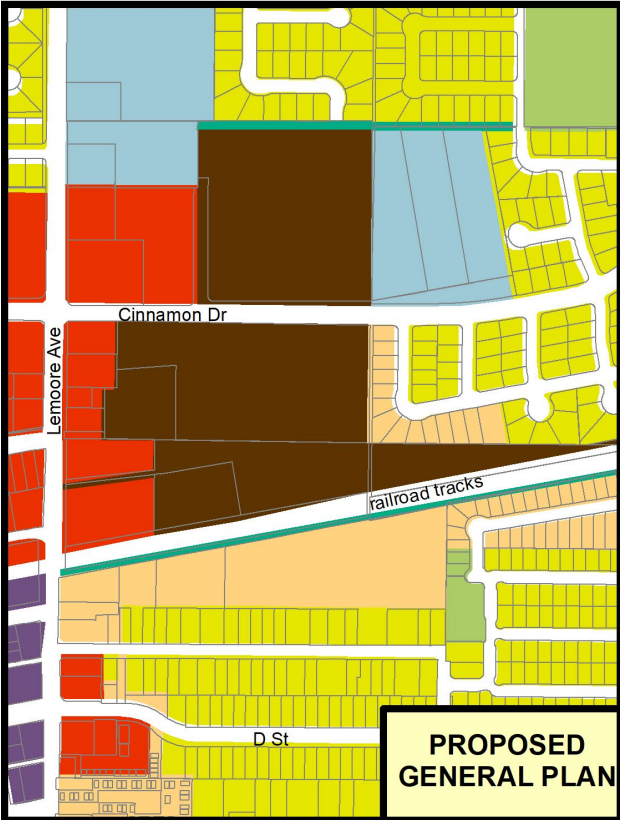 Cinnamon Dr
Lemoore Ave
railroad tracks
D St
PROPOSED
GENERAL PLAN